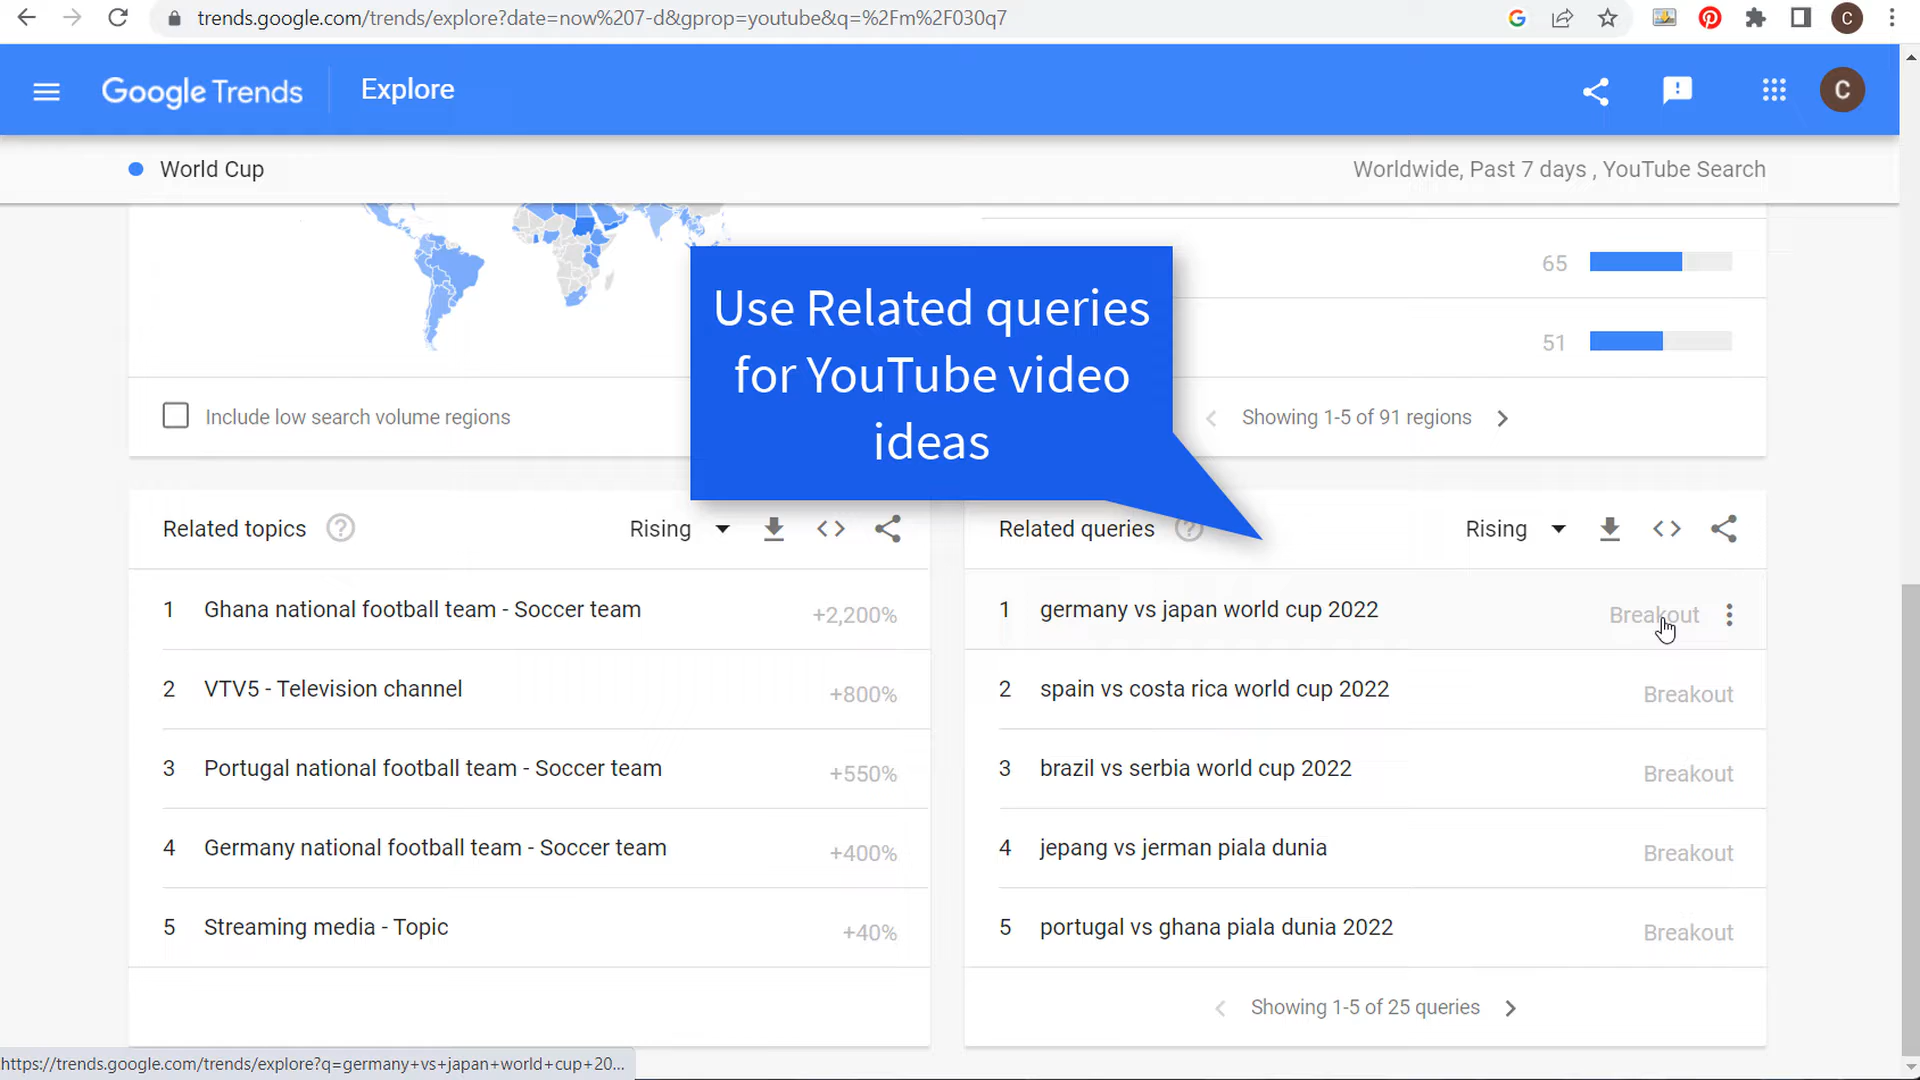 trends.google.com/trends/explore?date=now%207-d&gprop=youtube&q=%2Fm%2F030q7
C
Google Trends
Explore
C
World Cup
Worldwide, Past 7 days , YouTube Search
65
51
Use Related queries
for YouTube video
ideas
Include low search volume regions
Showing 1-5 of 91 regions
Related topics
Rising
1 Ghana national football team - Soccer team +2,200%
2 VTV5 - Television channel +800%
3 Portugal national football team - Soccer team +550%
4 Germany national football team - Soccer team +400%
5 Streaming media - Topic +40%
Related queries
Rising
1 germany vs japan world cup 2022 Breakout
2 spain vs costa rica world cup 2022 Breakout
3 brazil vs serbia world cup 2022 Breakout
4 jepang vs jerman piala dunia Breakout
5 portugal vs ghana piala dunia 2022 Breakout
Showing 1-5 of 25 queries
https://trends.google.com/trends/explore?q=germany+vs+japan+world+cup+20...